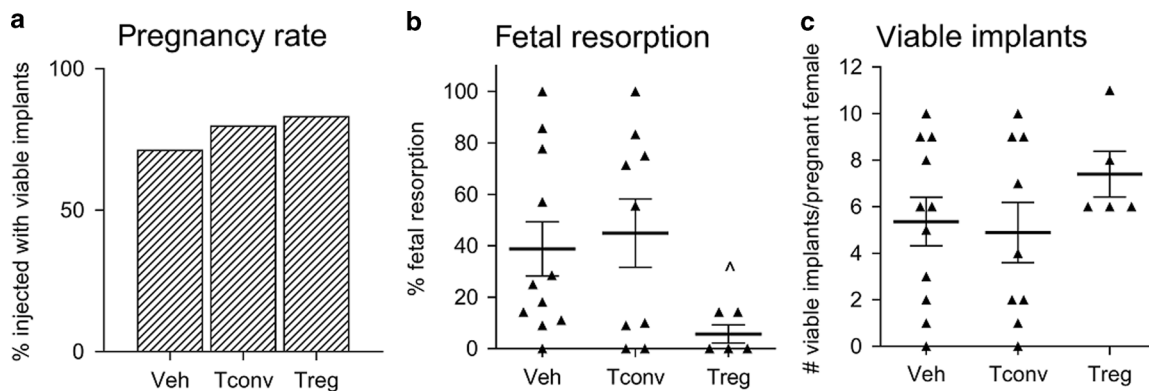 a
Pregnancy rate
% injected with viable implants
100
50
0
Veh Tconv Treg
b
Fetal resorption
% fetal resorption
100
80
60
40
20
0
^
Veh Tconv Treg
c
Viable implants
# viable implants/pregnant female
12
10
8
6
4
2
0
Veh Tconv Treg